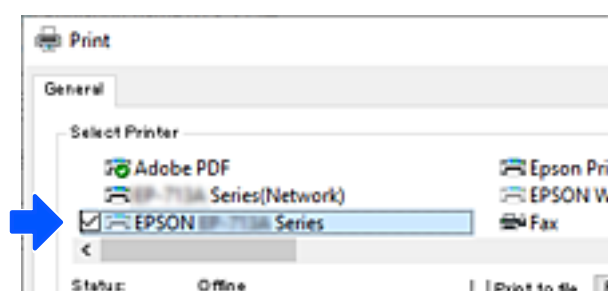 Print
General
Select Printer
Adobe PDF
Epson Pri
Series(Network)
EPSON W
EPSON Series
Fax
Status: Offline
Print to file